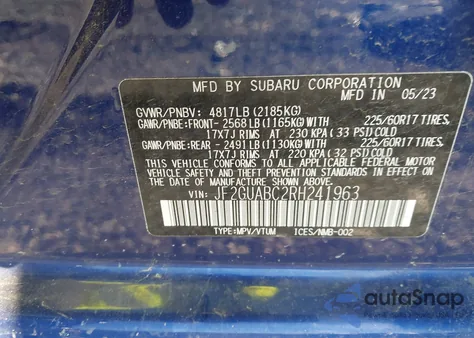 MFD BY SUBARU CORPORATION
MFD IN 05/23
GVWR/PNBV: 4817LB (2185KG)
GAWR/PNBE: FRONT- 2568LB (1165KG)WITH 225/60R17 TIRES,
17X7J RIMS AT 230 KPA ( 33 PSI)COLD
GAWR/PNBE: REAR - 2491LB (1130KG)WITH 225/60R17 TIRES,
17X7J RIMS AT 220 KPA ( 32 PSI)COLD
THIS VEHICLE CONFORMS TO ALL APPLICABLE FEDERAL MOTOR
VEHICLE SAFETY AND THEFT PREVENTION STANDARDS IN EFFECT
ON THE DATE OF MANUFACTURE SHOWN ABOVE.
VIN: JF2GUABC2RH241963
TYPE:MPV/VTUM ICES/NMB-002
autoSnap